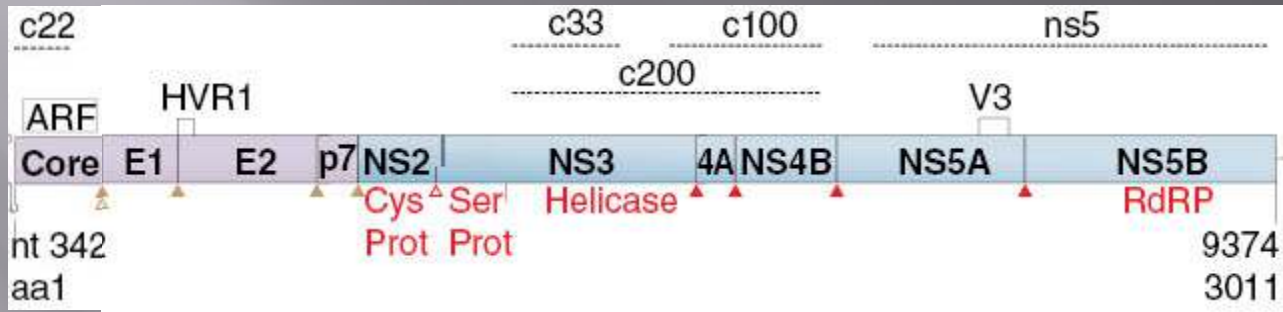 c22 c33 c100 ns5
c200
HVR1 V3
ARF
Core E1 E2 p7 NS2 NS3 4A NS4B NS5A NS5B
Cys Ser Helicase RdRP
Prot Prot
nt 342 9374
aa1 3011